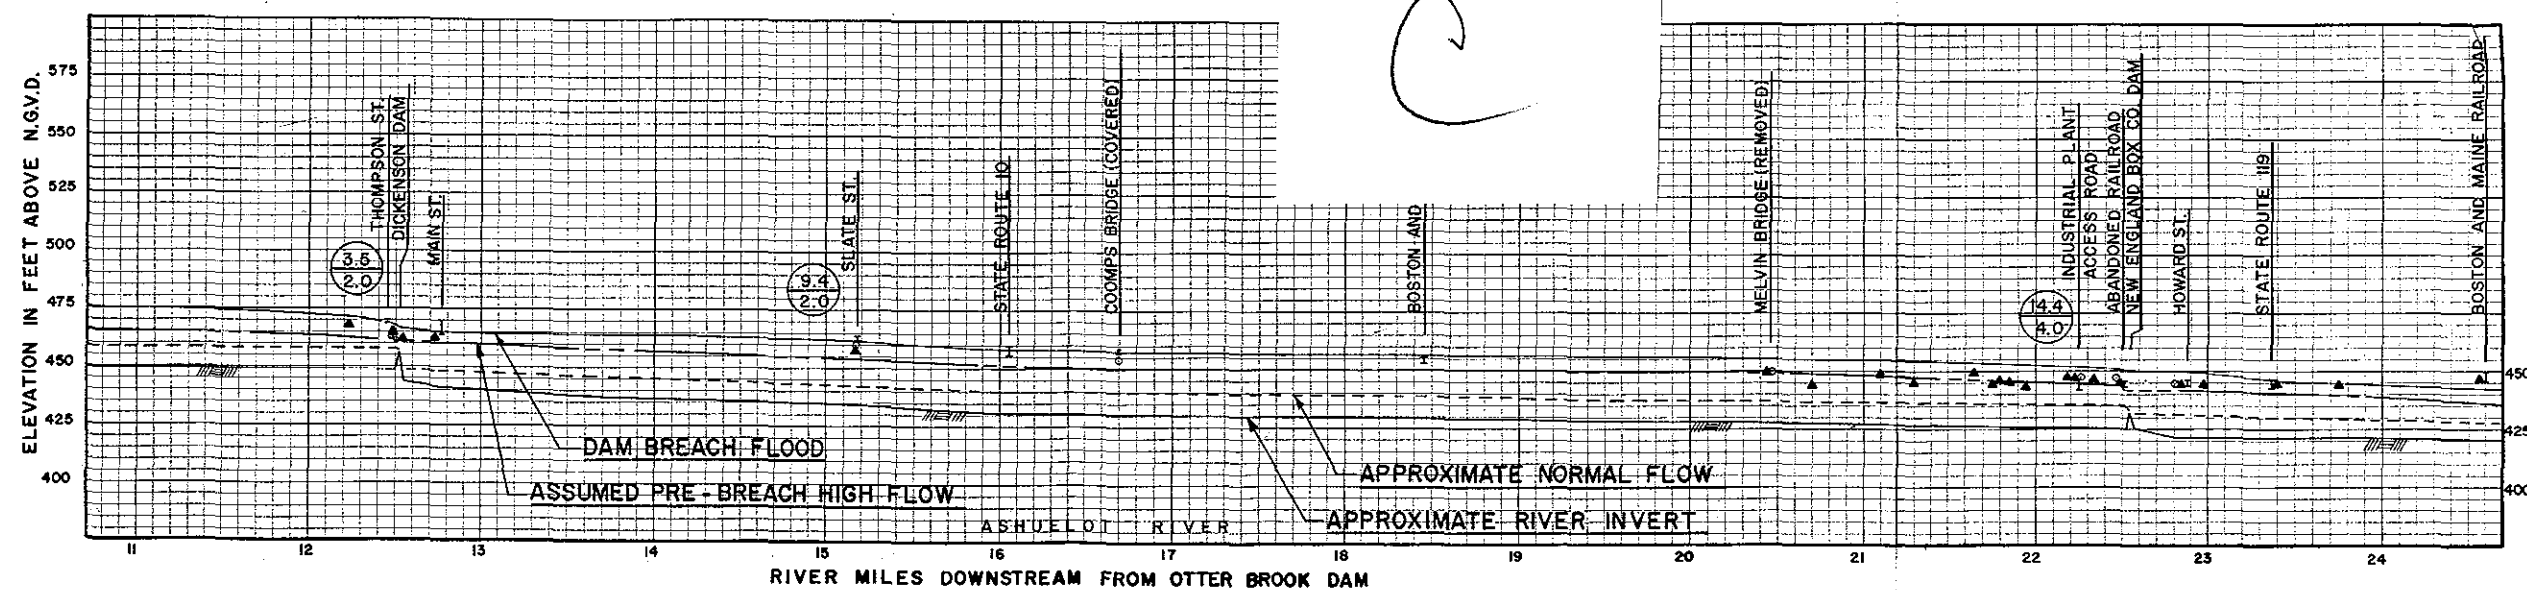 ELEVATION IN FEET ABOVE N.G.V.D.
575
550
525
500
475
450
425
400
THOMPSON ST.
DICKENSON DAM
MAIN ST.
3.5
2.0
SLATE ST.
9.4
2.0
STATE ROUTE 10
COOMPS BRIDGE (COVERED)
BOSTON AND
MELVIN BRIDGE (REMOVED)
INDUSTRIAL PLANT
ACCESS ROAD
ABANDONED RAILROAD
NEW ENGLAND BOX CO. DAM
14.4
4.0
HOWARD ST.
STATE ROUTE 119
BOSTON AND MAINE RAILROAD
450
425
400
DAM BREACH FLOOD
ASSUMED PRE-BREACH HIGH FLOW
APPROXIMATE NORMAL FLOW
APPROXIMATE RIVER INVERT
ASHUELOT RIVER
11 12 13 14 15 16 17 18 19 20 21 22 23 24
RIVER MILES DOWNSTREAM FROM OTTER BROOK DAM